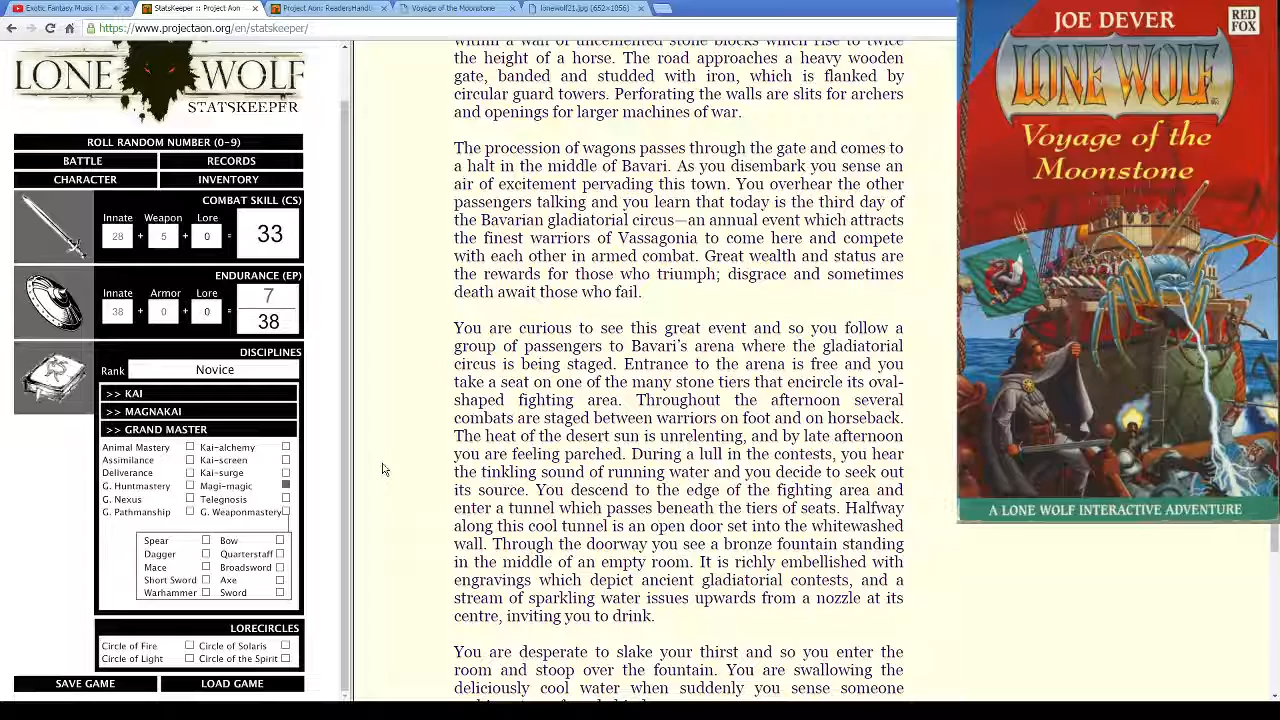 Exotic Fantasy Music |
StatsKeeper :: Project Aon
Project Aon: ReadersHandb
Voyage of the Moonstone
lonewolf21.jpg (652×1056)
https://www.projectaon.org/en/statskeeper/
LONE WOLF
STATSKEEPER
ROLL RANDOM NUMBER (0-9)
BATTLE RECORDS
CHARACTER INVENTORY
COMBAT SKILL (CS)
Innate Weapon Lore
28 + 5 + 0 = 33
ENDURANCE (EP)
Innate Armor Lore
38 + 0 + 0 = 7
38
DISCIPLINES
Rank Novice
>> KAI
>> MAGNAKAI
>> GRAND MASTER
Animal Mastery Kai-alchemy
Assimilance Kai-screen
Deliverance Kai-surge
G. Huntmastery Magi-magic
G. Nexus Telegnosis
G. Pathmanship G. Weaponmastery
Spear Bow
Dagger Quarterstaff
Mace Broadsword
Short Sword Axe
Warhammer Sword
LORECIRCLES
Circle of Fire Circle of Solaris
Circle of Light Circle of the Spirit
SAVE GAME LOAD GAME
within a wall of uncemented stone blocks which rise to twice
the height of a horse. The road approaches a heavy wooden
gate, banded and studded with iron, which is flanked by
circular guard towers. Perforating the walls are slits for archers
and openings for larger machines of war.
The procession of wagons passes through the gate and comes to
a halt in the middle of Bavari. As you disembark you sense an
air of excitement pervading this town. You overhear the other
passengers talking and you learn that today is the third day of
the Bavarian gladiatorial circus—an annual event which attracts
the finest warriors of Vassagonia to come here and compete
with each other in armed combat. Great wealth and status are
the rewards for those who triumph; disgrace and sometimes
death await those who fail.
You are curious to see this great event and so you follow a
group of passengers to Bavari's arena where the gladiatorial
circus is being staged. Entrance to the arena is free and you
take a seat on one of the many stone tiers that encircle its oval-
shaped fighting area. Throughout the afternoon several
combats are staged between warriors on foot and on horseback.
The heat of the desert sun is unrelenting, and by late afternoon
you are feeling parched. During a lull in the contests, you hear
the tinkling sound of running water and you decide to seek out
its source. You descend to the edge of the fighting area and
enter a tunnel which passes beneath the tiers of seats. Halfway
along this cool tunnel is an open door set into the whitewashed
wall. Through the doorway you see a bronze fountain standing
in the middle of an empty room. It is richly embellished with
engravings which depict ancient gladiatorial contests, and a
stream of sparkling water issues upwards from a nozzle at its
centre, inviting you to drink.
You are desperate to slake your thirst and so you enter the
room and stoop over the fountain. You are swallowing the
deliciously cool water when suddenly you sense someone
JOE DEVER
RED
FOX
LONE WOLF
Voyage of the
Moonstone
A LONE WOLF INTERACTIVE ADVENTURE